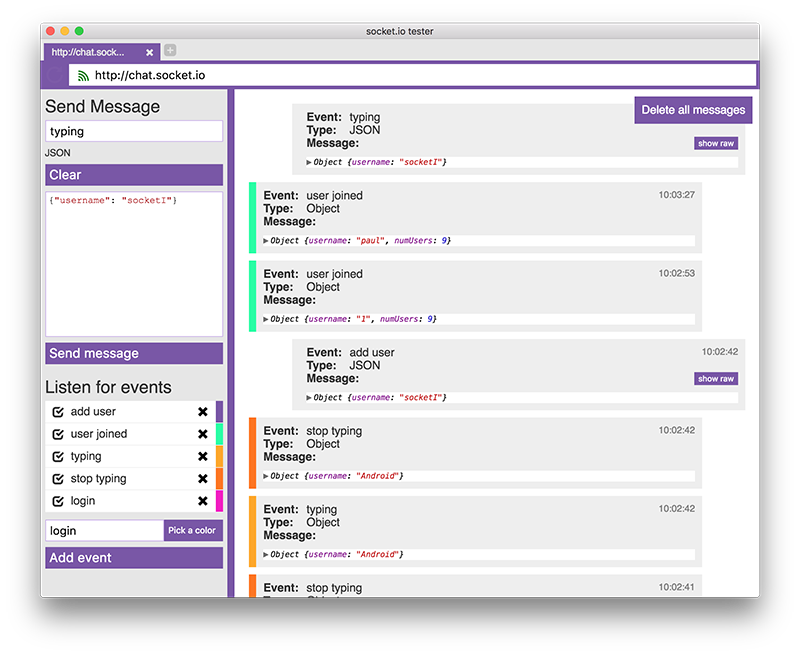 socket.io tester
http://chat.sock...
http://chat.socket.io
Send Message
typing
JSON
Clear
{"username": "socketI"}
Send message
Listen for events
add user
user joined
typing
stop typing
login
login
Pick a color
Add event
Delete all messages
Event: typing
Type: JSON
Message:
show raw
▶Object {username: "socketI"}
Event: user joined
10:03:27
Type: Object
Message:
▶Object {username: "paul", numUsers: 9}
Event: user joined
10:02:53
Type: Object
Message:
▶Object {username: "1", numUsers: 9}
Event: add user
10:02:42
Type: JSON
Message:
show raw
▶Object {username: "socketI"}
Event: stop typing
10:02:42
Type: Object
Message:
▶Object {username: "Android"}
Event: typing
10:02:42
Type: Object
Message:
▶Object {username: "Android"}
Event: stop typing
10:02:41